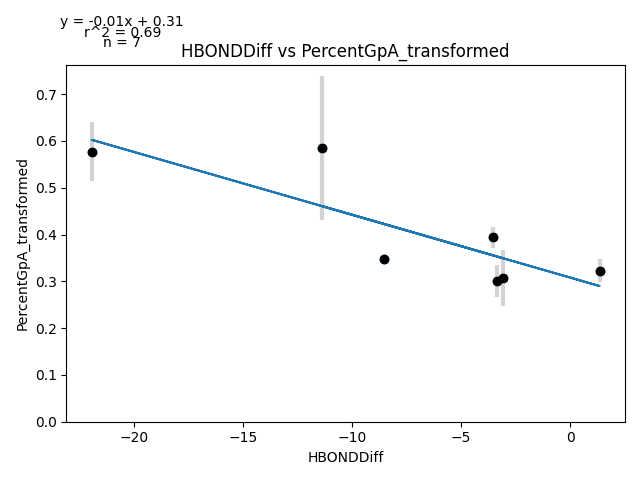 y = -0.01x + 0.31
r^2 = 0.69
n = 7
HBONDDiff vs PercentGpA_transformed
PercentGpA_transformed
0.7
0.6
0.5
0.4
0.3
0.2
0.1
0.0
−20
−15
−10
−5
0
HBONDDiff